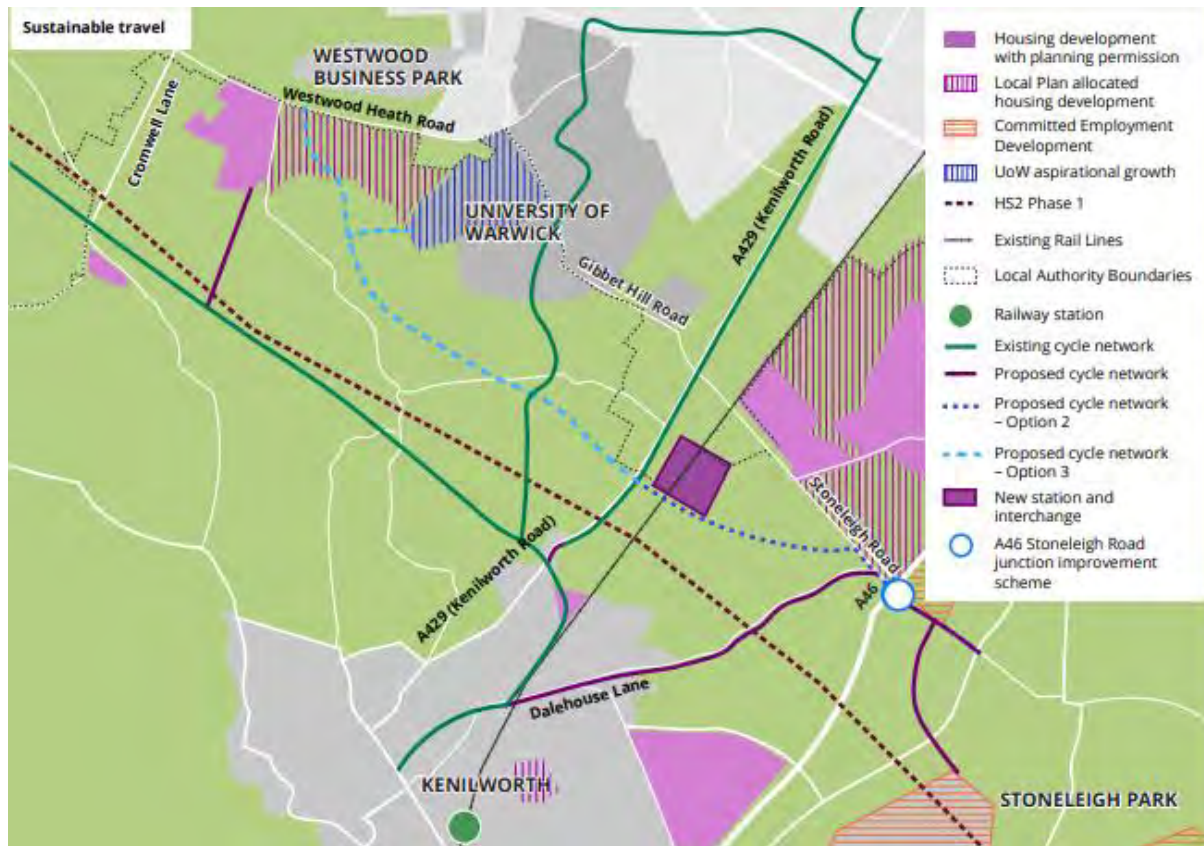 Sustainable travel
WESTWOOD
BUSINESS PARK
Westwood Heath Road
Cromwell Lane
UNIVERSITY OF
WARWICK
Gibbet Hill Road
A429 (Kenilworth Road)
A429 (Kenilworth Road)
Stoneleigh Road
A46
Dalehouse Lane
KENILWORTH
STONELEIGH PARK
Housing development
with planning permission
Local Plan allocated
housing development
Committed Employment
Development
UoW aspirational growth
HS2 Phase 1
Existing Rail Lines
Local Authority Boundaries
Railway station
Existing cycle network
Proposed cycle network
Proposed cycle network
– Option 2
Proposed cycle network
– Option 3
New station and
interchange
A46 Stoneleigh Road
junction improvement
scheme